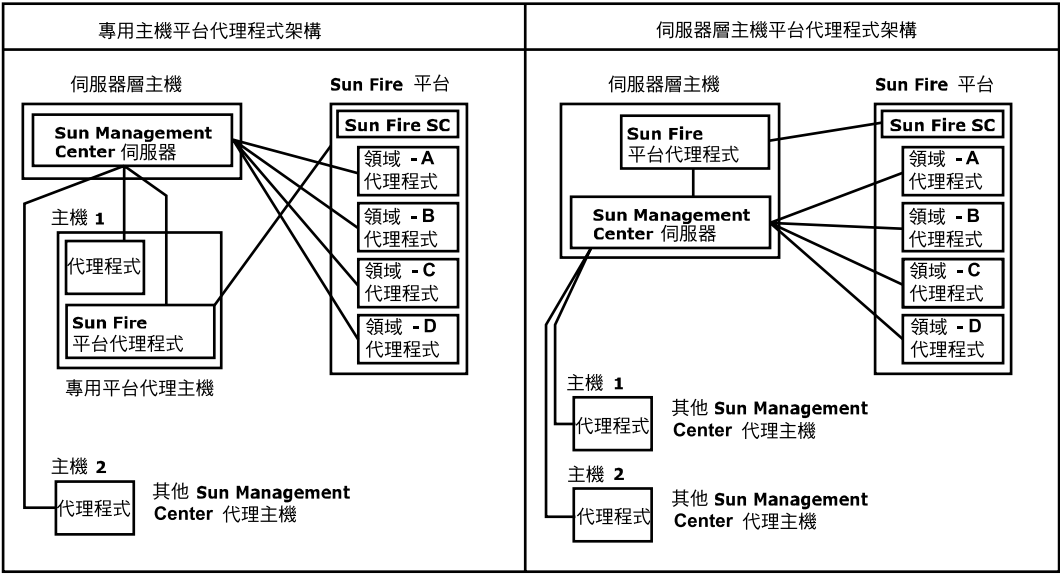 專用主機平台代理程式架構
伺服器層主機
Sun Fire 平台
Sun Management
Center 伺服器
Sun Fire SC
領域 -A
代理程式
領域 -B
代理程式
領域 -C
代理程式
領域 -D
代理程式
主機 1
代理程式
Sun Fire
平台代理程式
專用平台代理主機
主機 2
代理程式
其他 Sun Management
Center 代理主機
伺服器層主機平台代理程式架構
伺服器層主機
Sun Fire 平台
Sun Fire
平台代理程式
Sun Fire SC
Sun Management
Center 伺服器
領域 -A
代理程式
領域 -B
代理程式
領域 -C
代理程式
領域 -D
代理程式
主機 1
代理程式
其他 Sun Management
Center 代理主機
主機 2
代理程式
其他 Sun Management
Center 代理主機